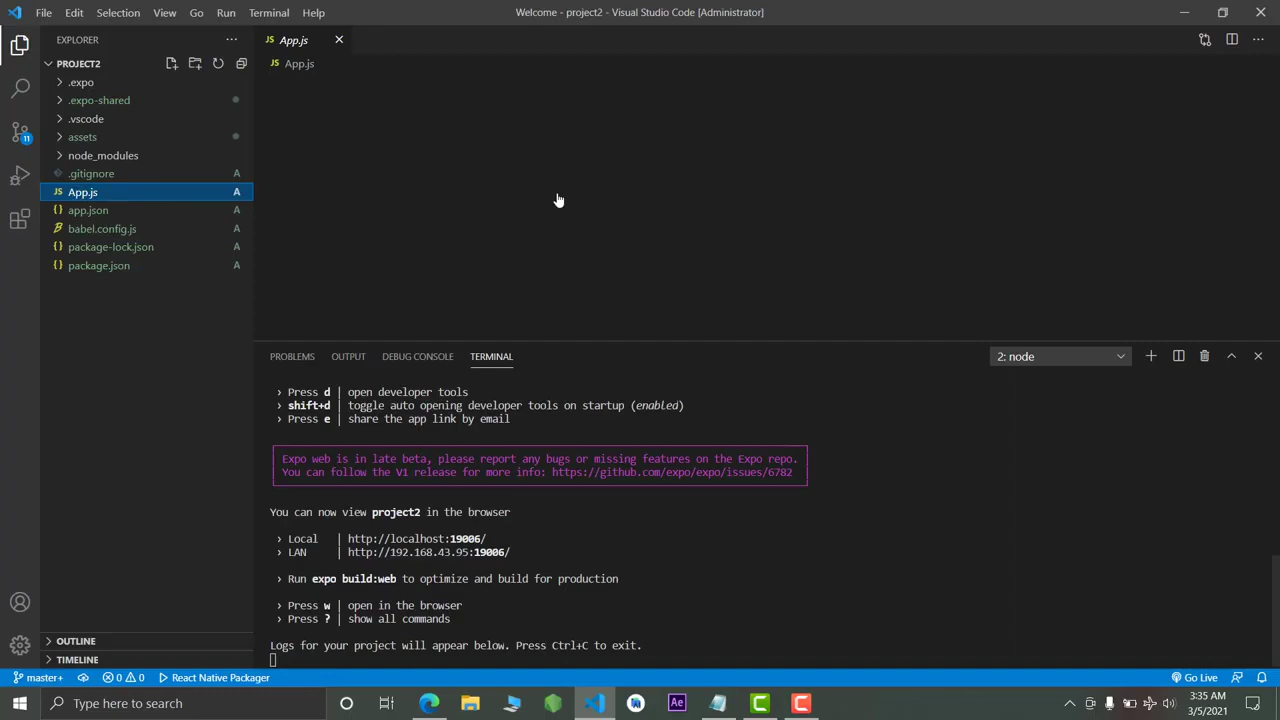 File Edit Selection View Go Run Terminal Help
Welcome - project2 - Visual Studio Code [Administrator]
EXPLORER
JS App.js
JS App.js
PROJECT2
.expo
.expo-shared
.vscode
assets
node_modules
.gitignore A
JS App.js A
{} app.json A
babel.config.js A
{} package-lock.json A
{} package.json A
11
PROBLEMS OUTPUT DEBUG CONSOLE TERMINAL
2: node
› Press d | open developer tools
› shift+d | toggle auto opening developer tools on startup (enabled)
› Press e | share the app link by email
Expo web is in late beta, please report any bugs or missing features on the Expo repo.
You can follow the V1 release for more info: https://github.com/expo/expo/issues/6782
You can now view project2 in the browser
› Local | http://localhost:19006/
› LAN | http://192.168.43.95:19006/
› Run expo build:web to optimize and build for production
› Press w | open in the browser
› Press ? | show all commands
Logs for your project will appear below. Press Ctrl+C to exit.
OUTLINE
TIMELINE
master+ 0 0 React Native Packager
Go Live
Type here to search
Ae
C
C
3:35 AM
3/5/2021